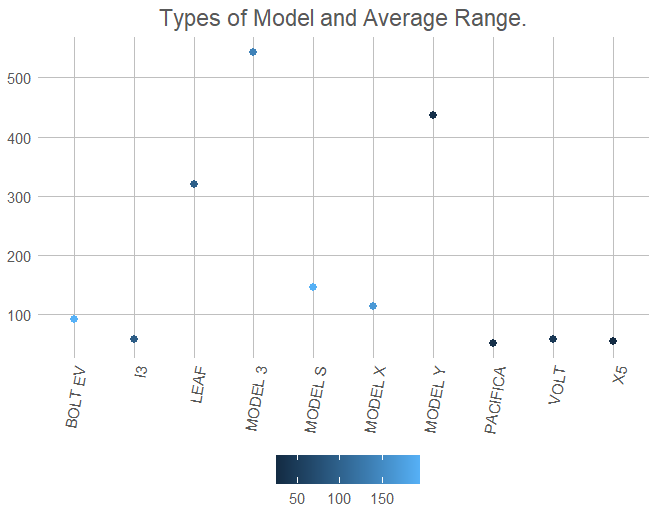 Types of Model and Average Range.
500
400
300
200
100
BOLT EV
I3
LEAF
MODEL 3
MODEL S
MODEL X
MODEL Y
PACIFICA
VOLT
X5
50 100 150